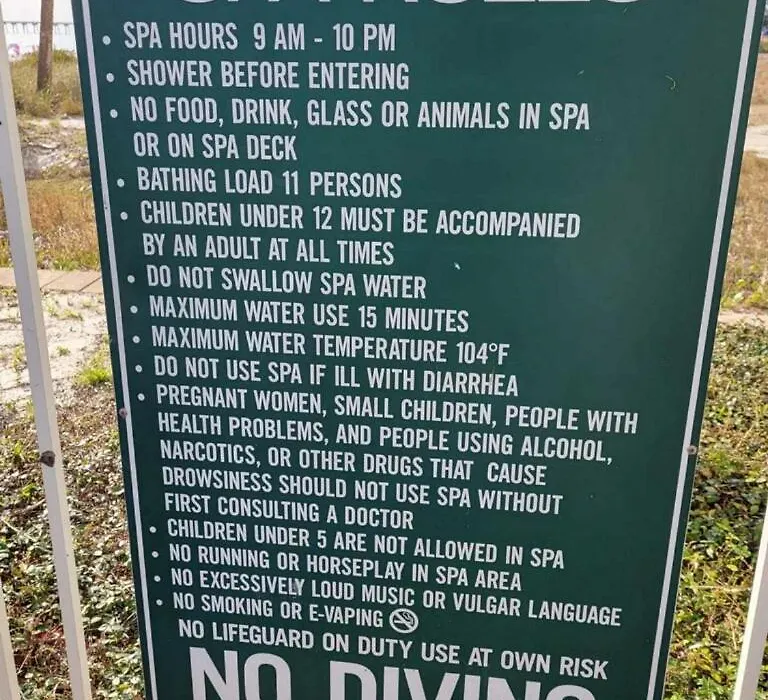 • SPA HOURS 9 AM - 10 PM
• SHOWER BEFORE ENTERING
• NO FOOD, DRINK, GLASS OR ANIMALS IN SPA
OR ON SPA DECK
• BATHING LOAD 11 PERSONS
• CHILDREN UNDER 12 MUST BE ACCOMPANIED
BY AN ADULT AT ALL TIMES
• DO NOT SWALLOW SPA WATER
• MAXIMUM WATER USE 15 MINUTES
• MAXIMUM WATER TEMPERATURE 104°F
• DO NOT USE SPA IF ILL WITH DIARRHEA
• PREGNANT WOMEN, SMALL CHILDREN, PEOPLE WITH
HEALTH PROBLEMS, AND PEOPLE USING ALCOHOL,
NARCOTICS, OR OTHER DRUGS THAT CAUSE
DROWSINESS SHOULD NOT USE SPA WITHOUT
FIRST CONSULTING A DOCTOR
• CHILDREN UNDER 5 ARE NOT ALLOWED IN SPA
• NO RUNNING OR HORSEPLAY IN SPA AREA
• NO EXCESSIVELY LOUD MUSIC OR VULGAR LANGUAGE
• NO SMOKING OR E-VAPING
NO LIFEGUARD ON DUTY USE AT OWN RISK
NO DIVING